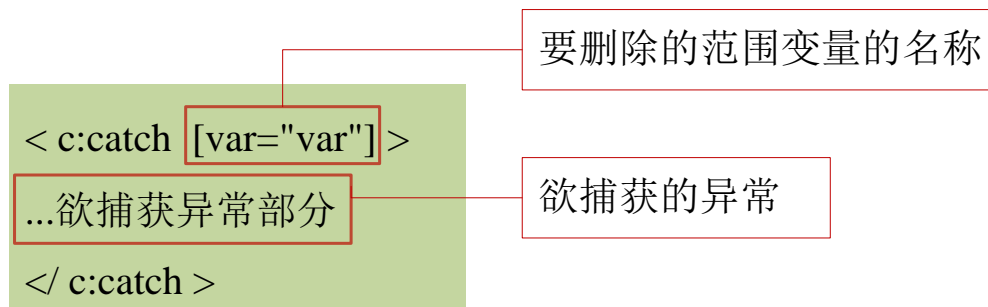 要删除的范围变量的名称
< c:catch [var="var"] >
...欲捕获异常部分
欲捕获的异常
</ c:catch >